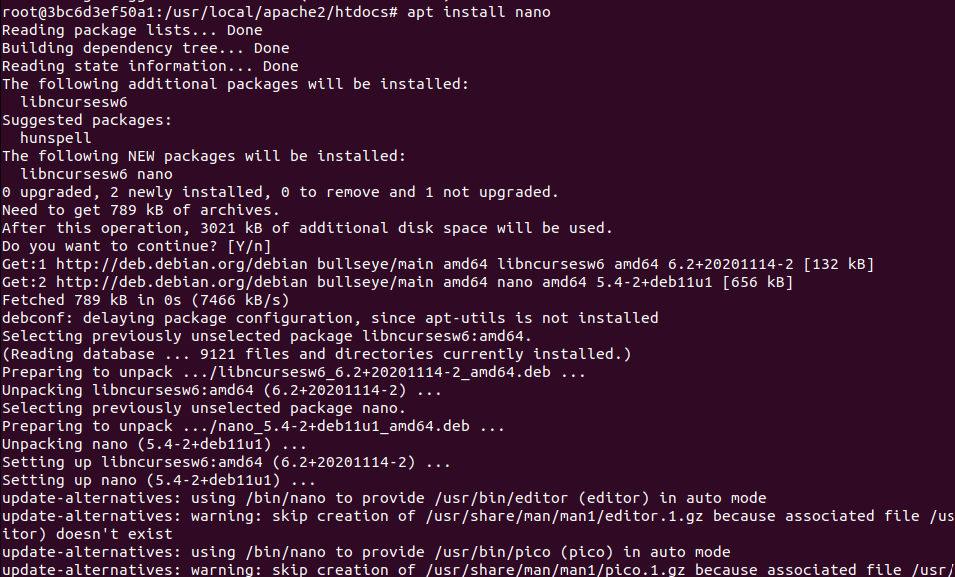 root@3bc6d3ef50a1:/usr/local/apache2/htdocs# apt install nano
Reading package lists... Done
Building dependency tree... Done
Reading state information... Done
The following additional packages will be installed:
  libncursesw6
Suggested packages:
  hunspell
The following NEW packages will be installed:
  libncursesw6 nano
0 upgraded, 2 newly installed, 0 to remove and 1 not upgraded.
Need to get 789 kB of archives.
After this operation, 3021 kB of additional disk space will be used.
Do you want to continue? [Y/n]
Get:1 http://deb.debian.org/debian bullseye/main amd64 libncursesw6 amd64 6.2+20201114-2 [132 kB]
Get:2 http://deb.debian.org/debian bullseye/main amd64 nano amd64 5.4-2+deb11u1 [656 kB]
Fetched 789 kB in 0s (7466 kB/s)
debconf: delaying package configuration, since apt-utils is not installed
Selecting previously unselected package libncursesw6:amd64.
(Reading database ... 9121 files and directories currently installed.)
Preparing to unpack .../libncursesw6_6.2+20201114-2_amd64.deb ...
Unpacking libncursesw6:amd64 (6.2+20201114-2) ...
Selecting previously unselected package nano.
Preparing to unpack .../nano_5.4-2+deb11u1_amd64.deb ...
Unpacking nano (5.4-2+deb11u1) ...
Setting up libncursesw6:amd64 (6.2+20201114-2) ...
Setting up nano (5.4-2+deb11u1) ...
update-alternatives: using /bin/nano to provide /usr/bin/editor (editor) in auto mode
update-alternatives: warning: skip creation of /usr/share/man/man1/editor.1.gz because associated file /us
itor) doesn't exist
update-alternatives: using /bin/nano to provide /usr/bin/pico (pico) in auto mode
update-alternatives: warning: skip creation of /usr/share/man/man1/pico.1.gz because associated file /usr/